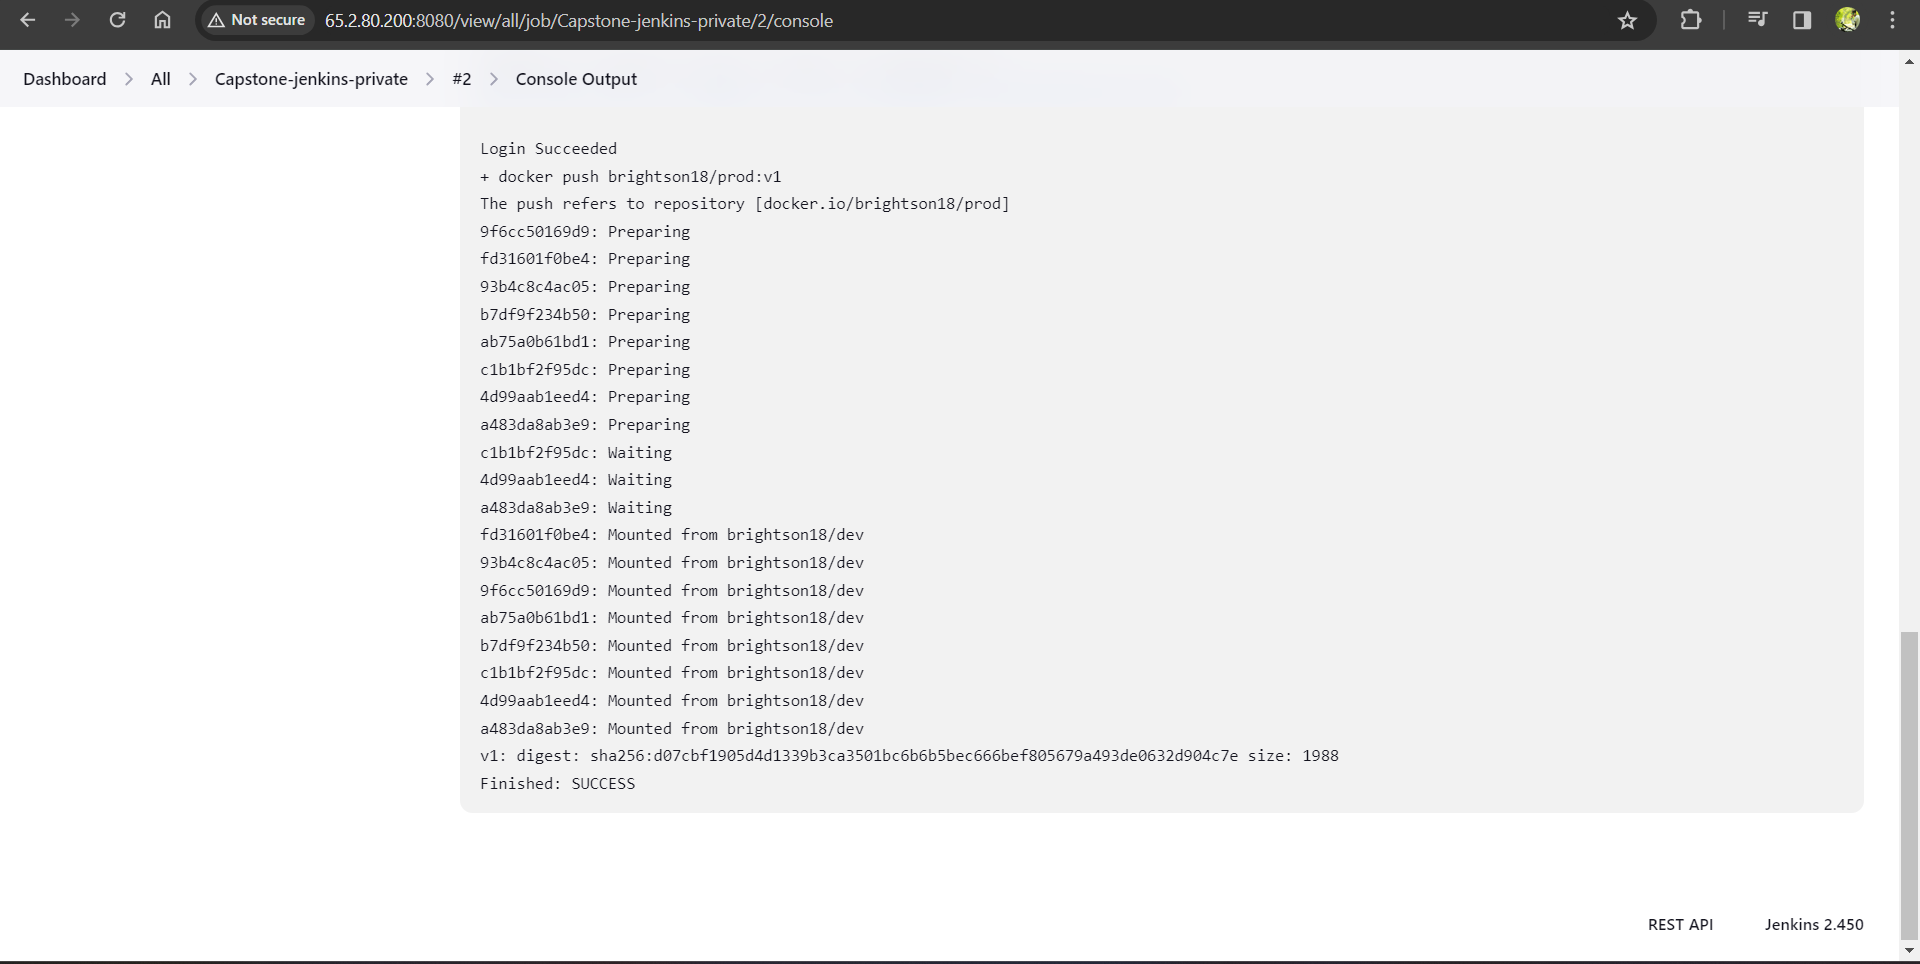 Not secure 65.2.80.200:8080/view/all/job/Capstone-jenkins-private/2/console
Dashboard All Capstone-jenkins-private #2 Console Output
Login Succeeded
+ docker push brightson18/prod:v1
The push refers to repository [docker.io/brightson18/prod]
9f6cc50169d9: Preparing
fd31601f0be4: Preparing
93b4c8c4ac05: Preparing
b7df9f234b50: Preparing
ab75a0b61bd1: Preparing
c1b1bf2f95dc: Preparing
4d99aab1eed4: Preparing
a483da8ab3e9: Preparing
c1b1bf2f95dc: Waiting
4d99aab1eed4: Waiting
a483da8ab3e9: Waiting
fd31601f0be4: Mounted from brightson18/dev
93b4c8c4ac05: Mounted from brightson18/dev
9f6cc50169d9: Mounted from brightson18/dev
ab75a0b61bd1: Mounted from brightson18/dev
b7df9f234b50: Mounted from brightson18/dev
c1b1bf2f95dc: Mounted from brightson18/dev
4d99aab1eed4: Mounted from brightson18/dev
a483da8ab3e9: Mounted from brightson18/dev
v1: digest: sha256:d07cbf1905d4d1339b3ca3501bc6b6b5bec666bef805679a493de0632d904c7e size: 1988
Finished: SUCCESS
REST API Jenkins 2.450